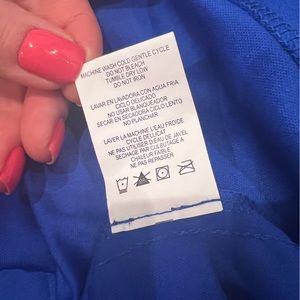 MACHINE WASH COLD GENTLE CYCLE
DO NOT BLEACH
TUMBLE DRY LOW
DO NOT IRON
LAVAR EN LAVADORA CON AGUA FRIA
CICLO DELICADO
NO USAR BLANQUEADOR
SECAR EN SECADORA CICLO LENTO
NO PLANCHAR
LAVER LA MACHINE L'EAU FROIDE
CYCLE DELLICAT
NE PAS UTILISER D'EAU DE JAVEL
SECHAGE PAR CULBUTAGE A
CHALEUR FAIBLE
NE PAS REPASSER